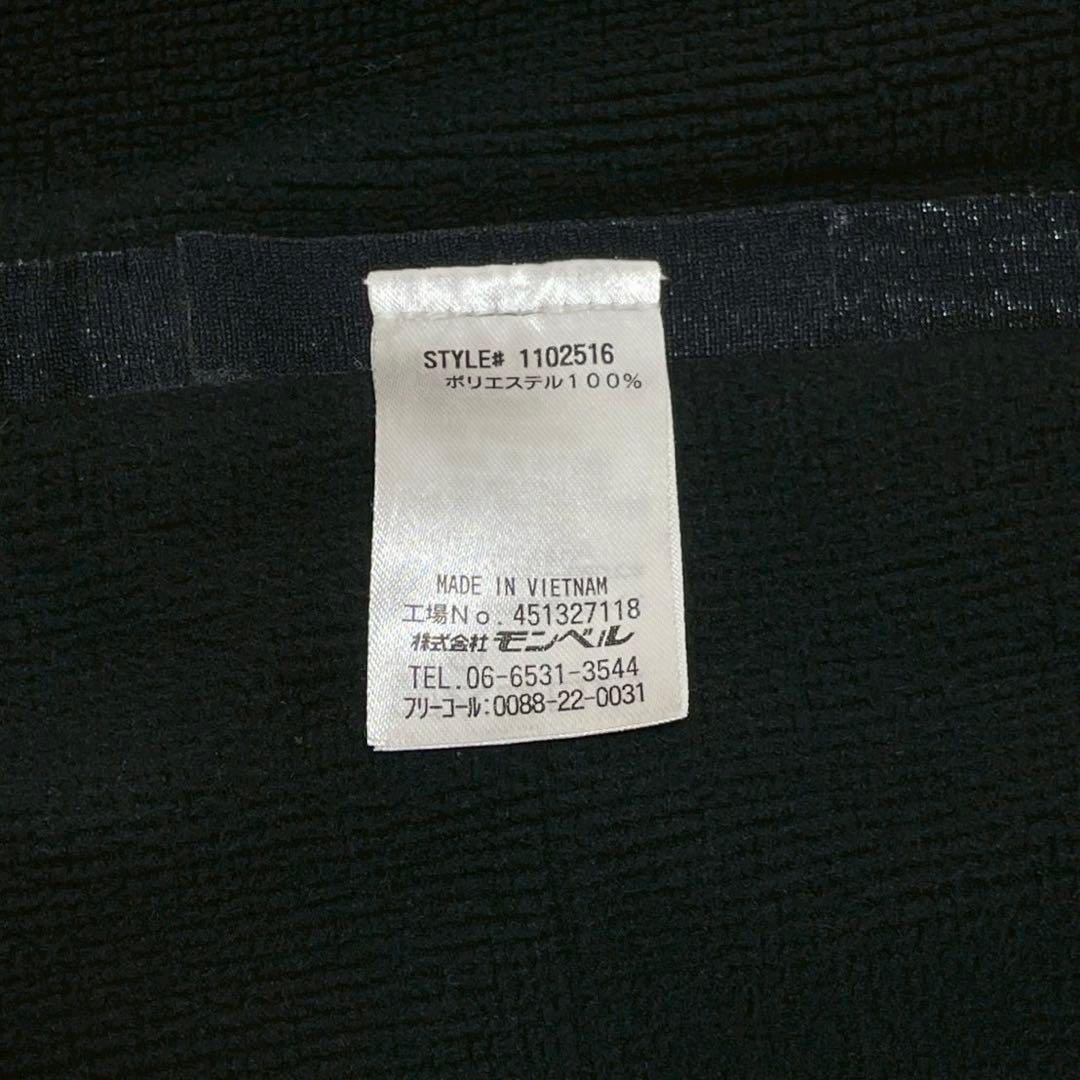 STYLE# 1102516
ポリエステル100%
MADE IN VIETNAM
工場No. 451327118
株式会社 モンベル
TEL.06-6531-3544
フリーコール:0088-22-0031